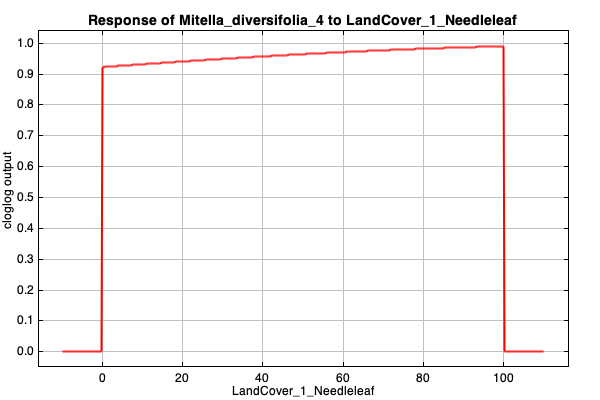 Response of Mitella_diversifolia_4 to LandCover_1_Needleleaf
1.0
0.9
0.8
0.7
0.6
0.5
0.4
0.3
0.2
0.1
0.0
cloglog output
0 20 40 60 80 100
LandCover_1_Needleleaf